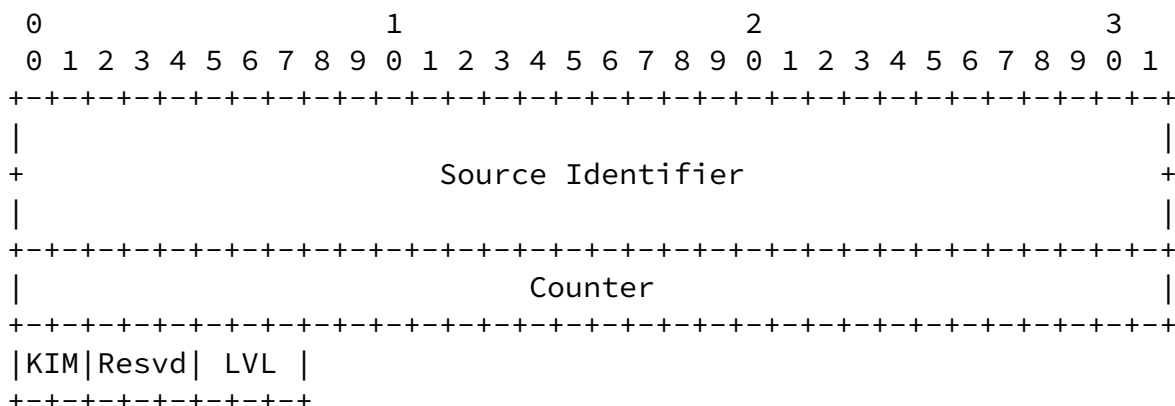 0                   1                   2                   3
 0 1 2 3 4 5 6 7 8 9 0 1 2 3 4 5 6 7 8 9 0 1 2 3 4 5 6 7 8 9 0 1
+-+-+-+-+-+-+-+-+-+-+-+-+-+-+-+-+-+-+-+-+-+-+-+-+-+-+-+-+-+-+-+-+
|                                                               |
+                       Source Identifier                       +
|                                                               |
+-+-+-+-+-+-+-+-+-+-+-+-+-+-+-+-+-+-+-+-+-+-+-+-+-+-+-+-+-+-+-+-+
|                            Counter                            |
+-+-+-+-+-+-+-+-+-+-+-+-+-+-+-+-+-+-+-+-+-+-+-+-+-+-+-+-+-+-+-+-+
|KIM|Resvd| LVL |
+-+-+-+-+-+-+-+-+